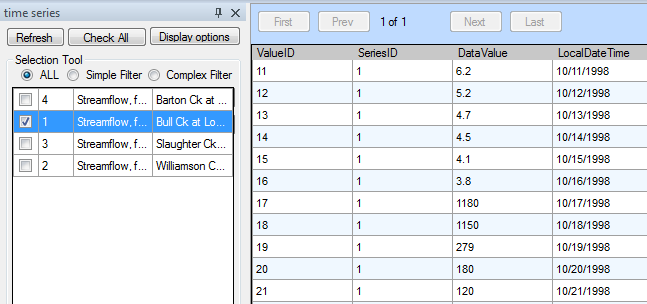 time series
Refresh Check All Display options
Selection Tool
ALL Simple Filter Complex Filter
4 Streamflow, f... Barton Ck at ...
1 Streamflow, f... Bull Ck at Lo...
3 Streamflow, f... Slaughter Ck...
2 Streamflow, f... Williamson C...
First Prev 1 of 1 Next Last
ValueID SeriesID DataValue LocalDateTime
11 1 6.2 10/11/1998
12 1 5.2 10/12/1998
13 1 4.7 10/13/1998
14 1 4.5 10/14/1998
15 1 4.1 10/15/1998
16 1 3.8 10/16/1998
17 1 1180 10/17/1998
18 1 1150 10/18/1998
19 1 279 10/19/1998
20 1 180 10/20/1998
21 1 120 10/21/1998